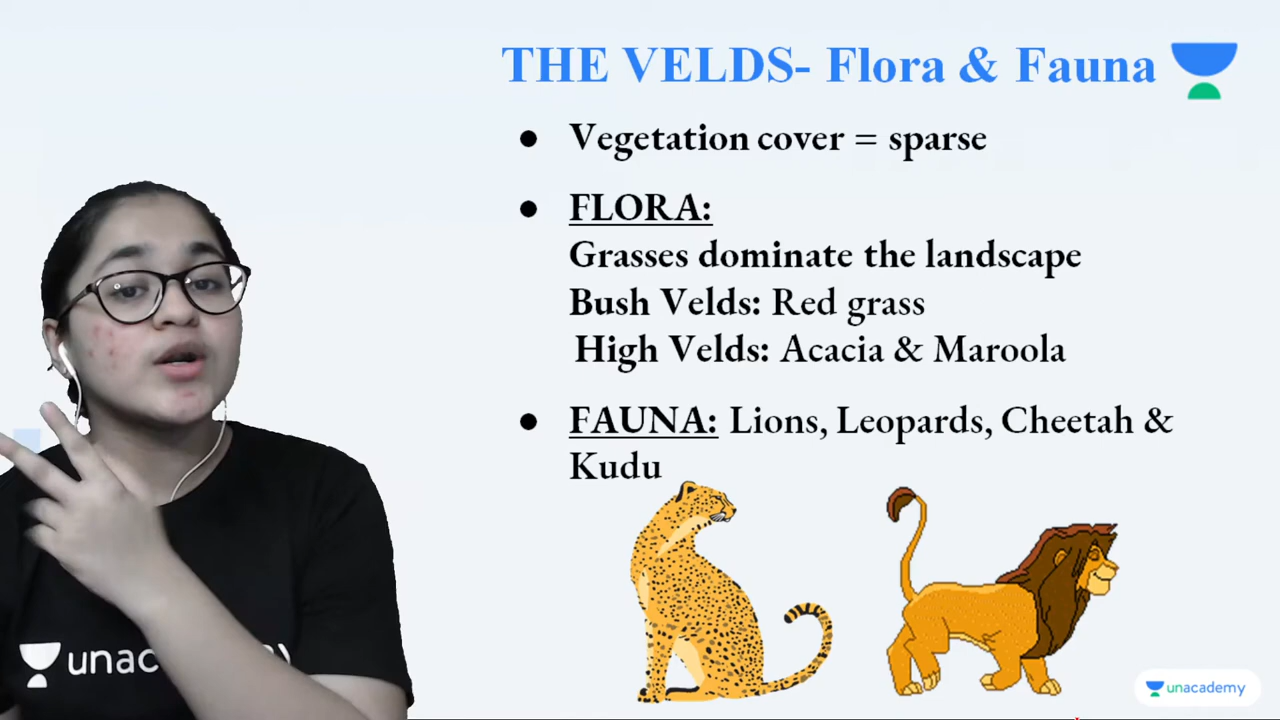 THE VELDS- Flora & Fauna
● Vegetation cover = sparse
● FLORA:
Grasses dominate the landscape
Bush Velds: Red grass
High Velds: Acacia & Maroola
● FAUNA: Lions, Leopards, Cheetah &
Kudu
unac
unacademy